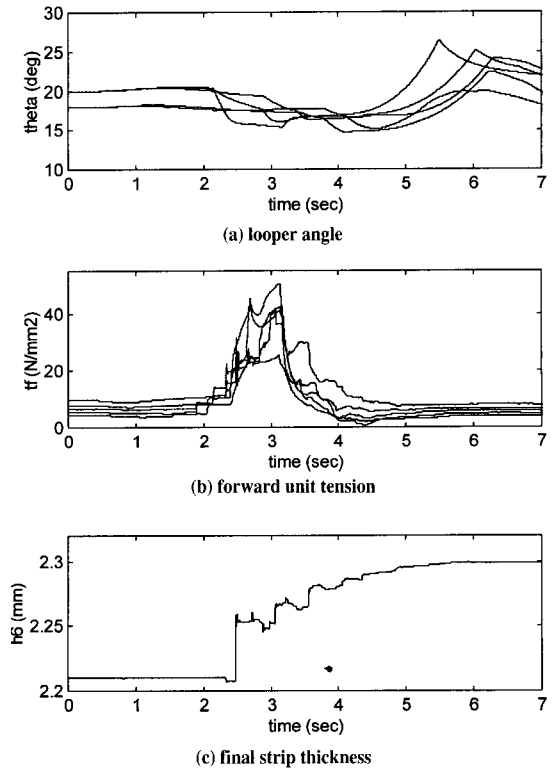 30
25
20
15
10
theta (deg)
0 1 2 3 4 5 6 7
time (sec)
(a) looper angle
40
20
0
tf (N/mm2)
0 1 2 3 4 5 6 7
time (sec)
(b) forward unit tension
2.3
2.25
2.2
h6 (mm)
0 1 2 3 4 5 6 7
time (sec)
(c) final strip thickness